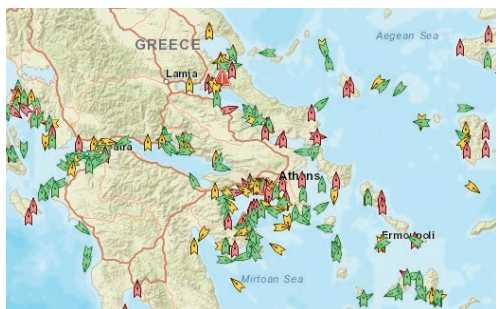 Aegean Sea
GREECE
Lamia
Athens
Ermoupoli
Mirtoan Sea